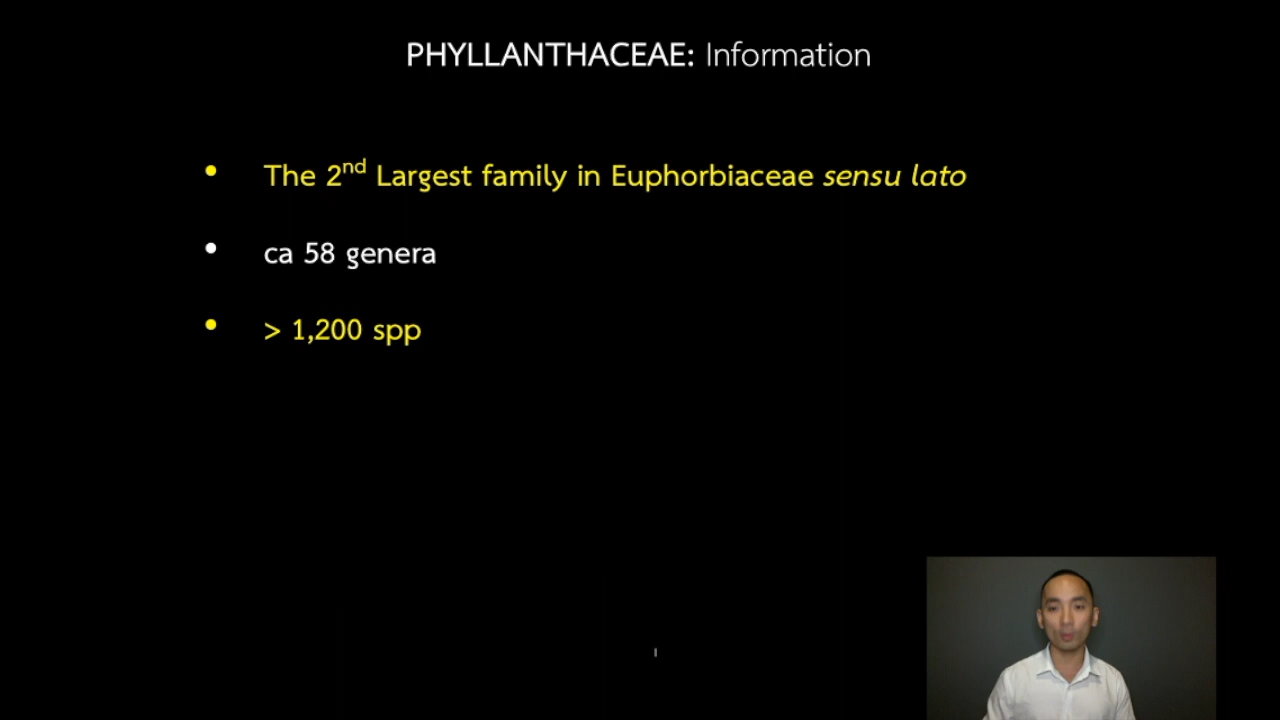 PHYLLANTHACEAE: Information
• The 2nd Largest family in Euphorbiaceae sensu lato
• ca 58 genera
• > 1,200 spp